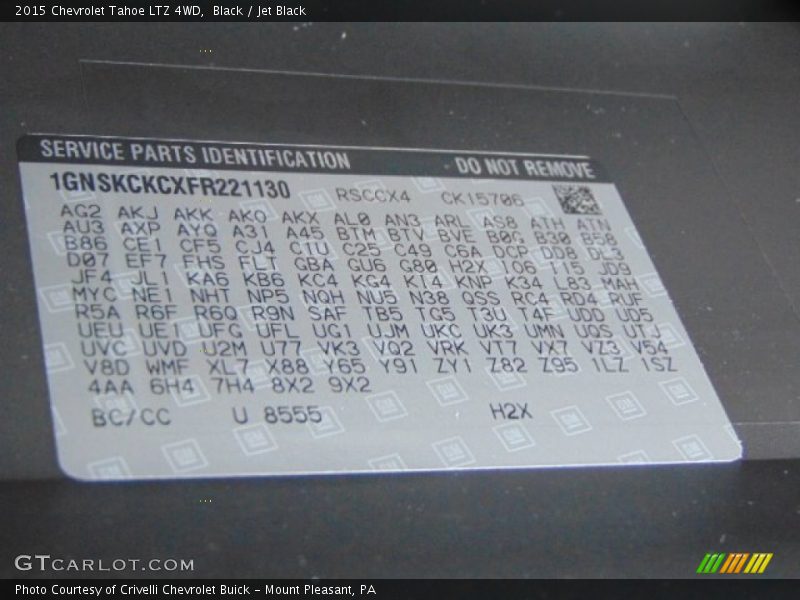 2015 Chevrolet Tahoe LTZ 4WD, Black / Jet Black
SERVICE PARTS IDENTIFICATION DO NOT REMOVE
1GNSKCKCXFR221130 RSCCX4 CK15706
AG2 AKJ AKK AKO AKX AL0 AN3 ARL AS8 ATH ATN
AU3 AXP AYQ A31 A45 BTM BTV BVE B0G B30 B58
B86 CE1 CF5 CJ4 C1U C25 C49 C6A DCP DD8 DL3
D07 EF7 FHS FLT GBA GU6 G80 H2X IO6 T15 JD9
JF4 JL1 KA6 KB6 KC4 KG4 K14 KNP K34 L83 MAH
MYC NE1 NHT NP5 NQH NU5 N38 QSS RC4 RD4 RUF
R5A R6F R6Q R9N SAF TB5 TG5 T3U T4F UDD UD5
UEU UE1 UFG UFL UG1 UJM UKC UK3 UMN UQS UTJ
UVC UVD U2M U77 VK3 VQ2 VRK VT7 VX7 VZ3 V54
V8D WMF XL7 X88 Y65 Y91 ZY1 Z82 Z95 1LZ 1SZ
4AA 6H4 7H4 8X2 9X2
BC/CC U 8555 H2X
GTCARLOT.COM
Photo Courtesy of Crivelli Chevrolet Buick - Mount Pleasant, PA